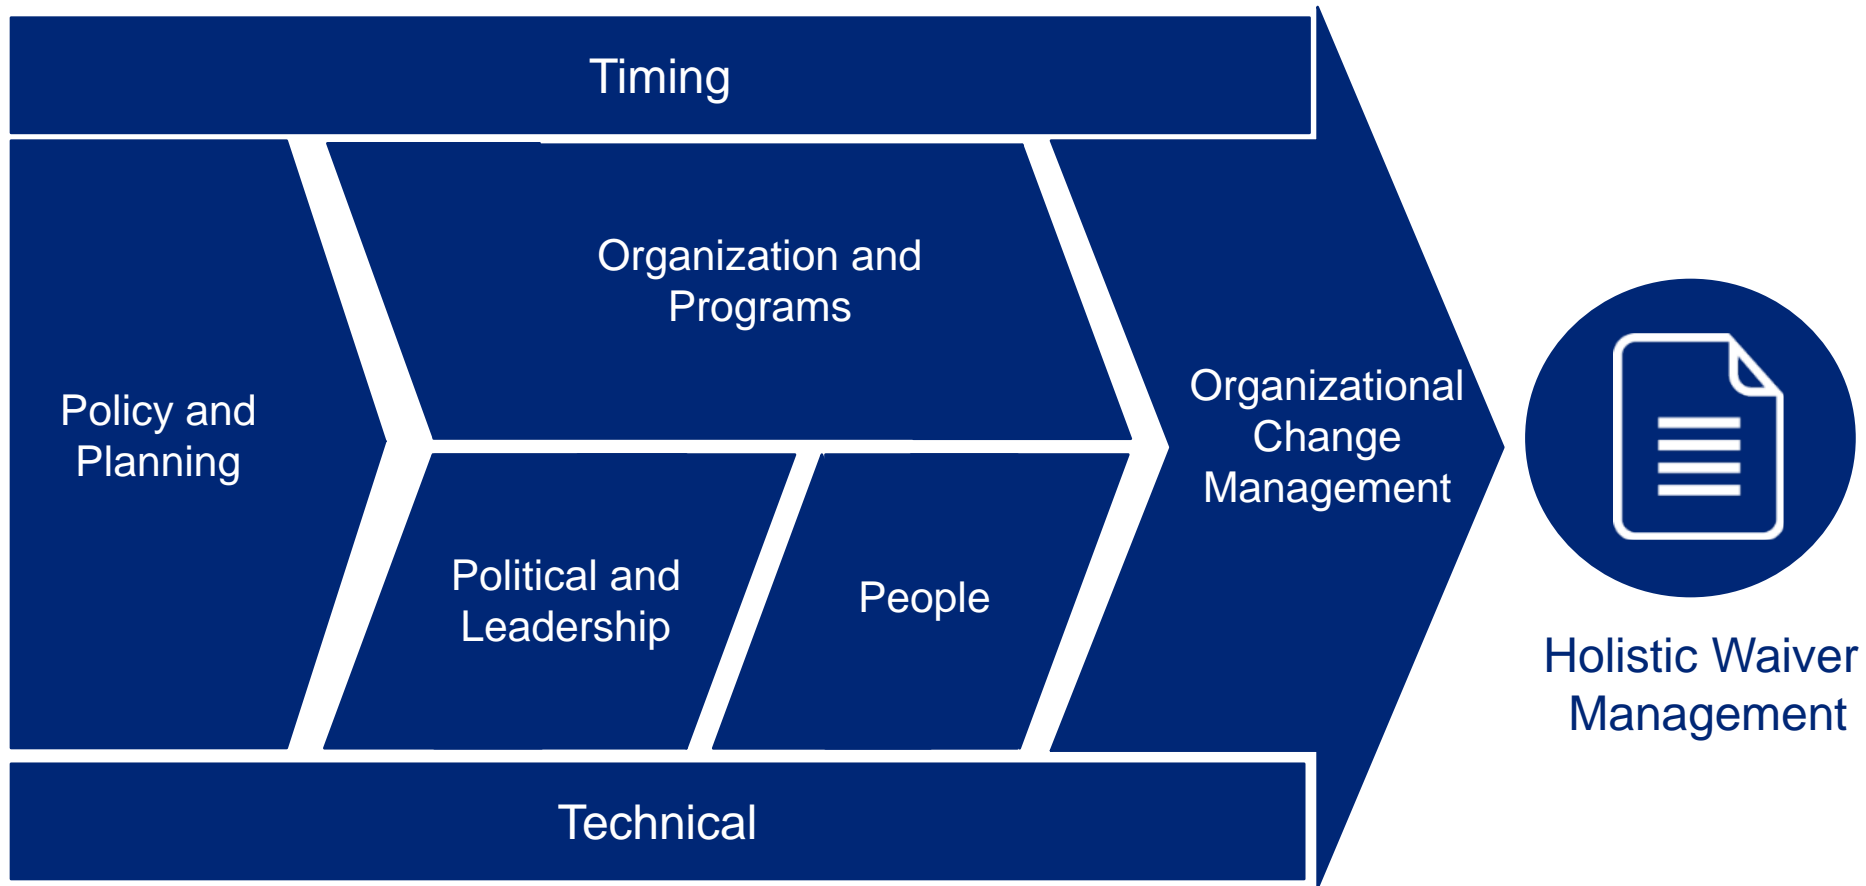 Timing
Policy and
Planning
Organization and
Programs
Political and
Leadership
People
Organizational
Change
Management
Technical
Holistic Waiver
Management